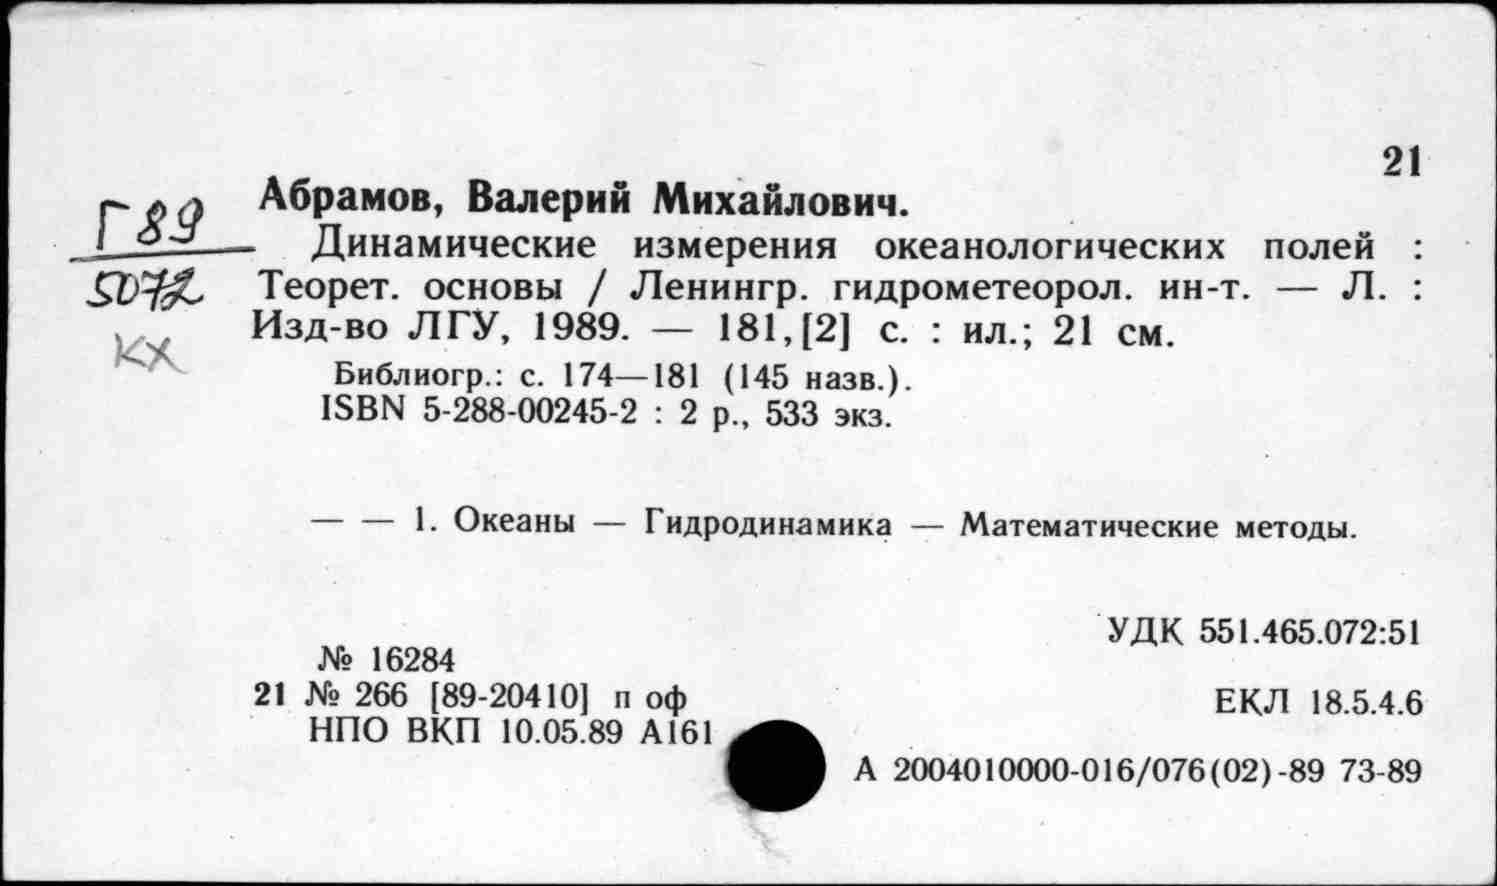 21
Абрамов, Валерий Михайлович.
Г89
Динамические измерения океанологических полей :
Теорет. основы / Ленингр. гидрометеорол. ин-т. — Л. :
Изд-во ЛГУ, 1989. — 181,[2] с. : ил.; 21 см.
КХ
Библиогр.: с. 174—181 (145 назв.).
ISBN 5-288-00245-2 : 2 р., 533 экз.
— — 1. Океаны — Гидродинамика — Математические методы.
УДК 551.465.072:51
№ 16284
21 № 266 [89-20410] п оф
ЕКЛ 18.5.4.6
НПО ВКП 10.05.89 А161
А 2004010000-016/076(02)-89 73-89